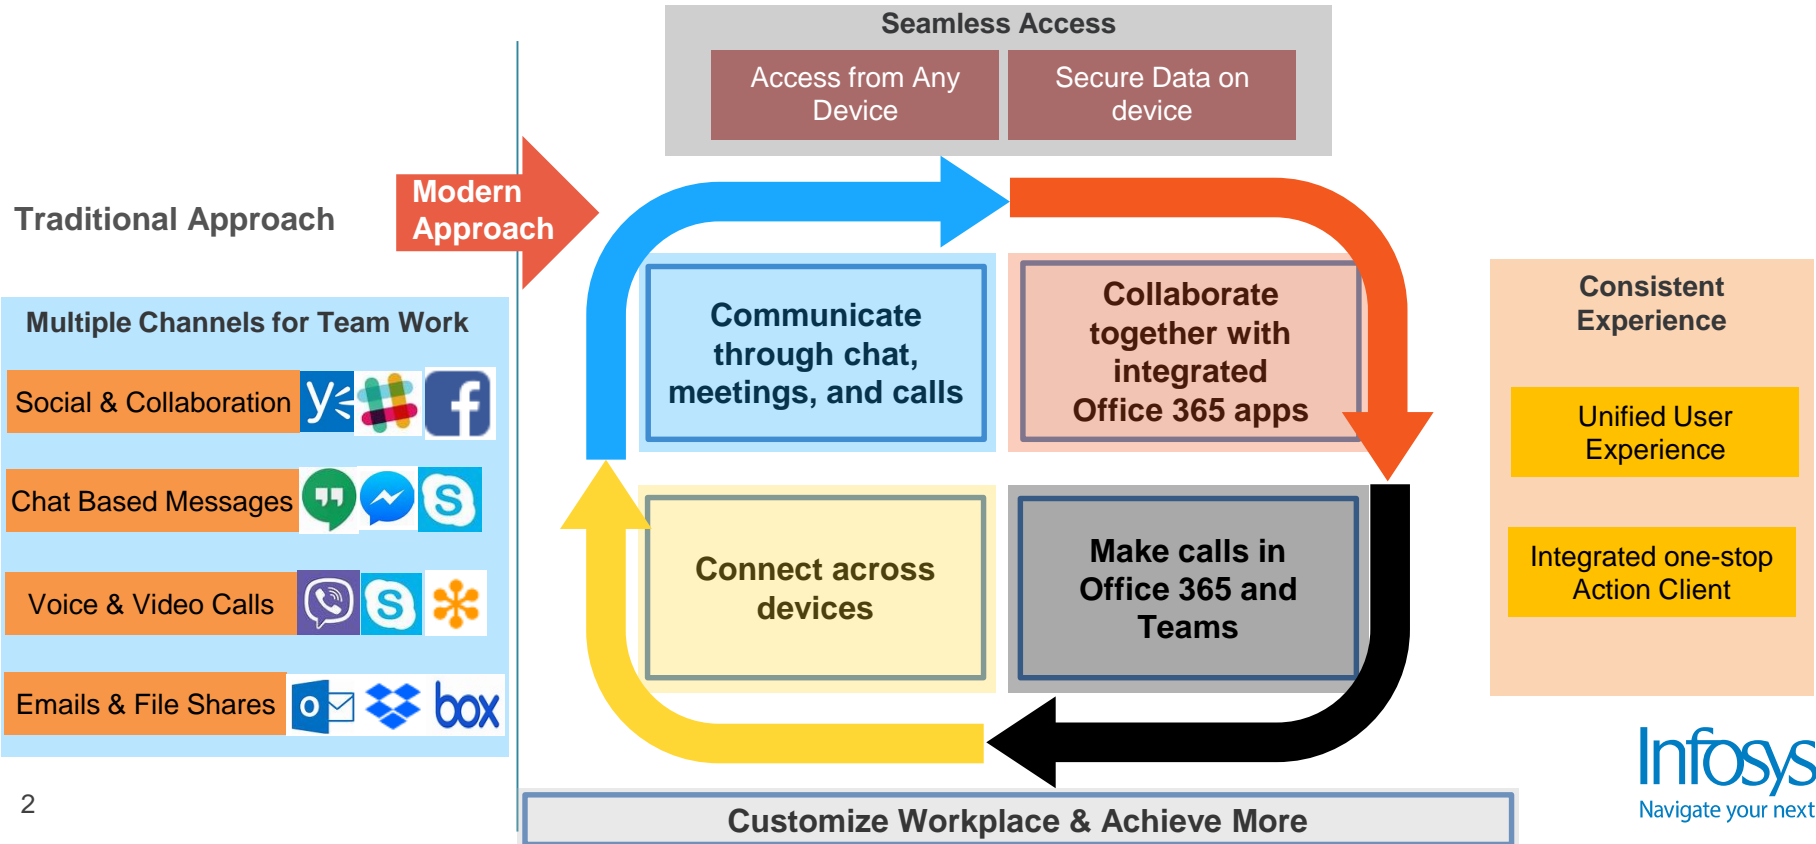 Seamless Access
Access from Any
Device
Secure Data on
device
Traditional Approach
Modern
Approach
Multiple Channels for Team Work
Social & Collaboration
Chat Based Messages
Voice & Video Calls
S
Emails & File Shares
box
Communicate
through chat,
meetings, and calls
Collaborate
together with
integrated
Office 365 apps
Connect across
devices
Make calls in
Office 365 and
Teams
Consistent
Experience
Unified User
Experience
Integrated one-stop
Action Client
Infosys
Navigate your next
2
Customize Workplace & Achieve More